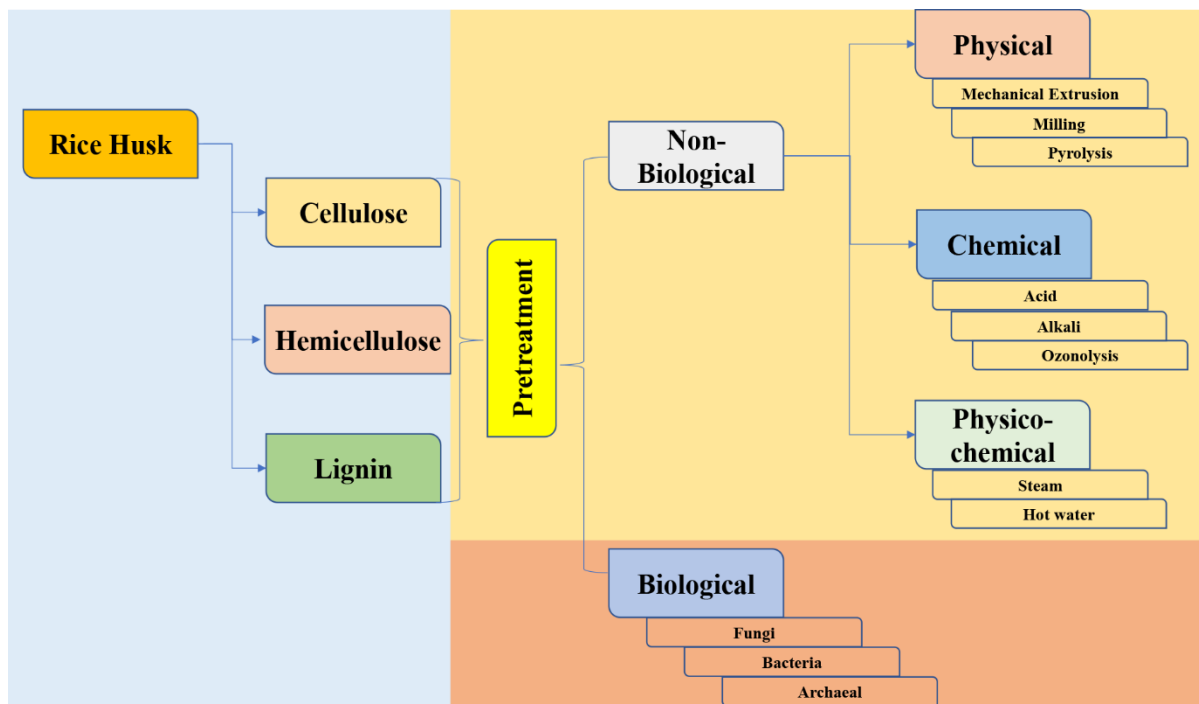 Rice Husk
Cellulose
Hemicellulose
Lignin
Pretreatment
Non-
Biological
Physical
Mechanical Extrusion
Milling
Pyrolysis
Chemical
Acid
Alkali
Ozonolysis
Physico-
chemical
Steam
Hot water
Biological
Fungi
Bacteria
Archaeal